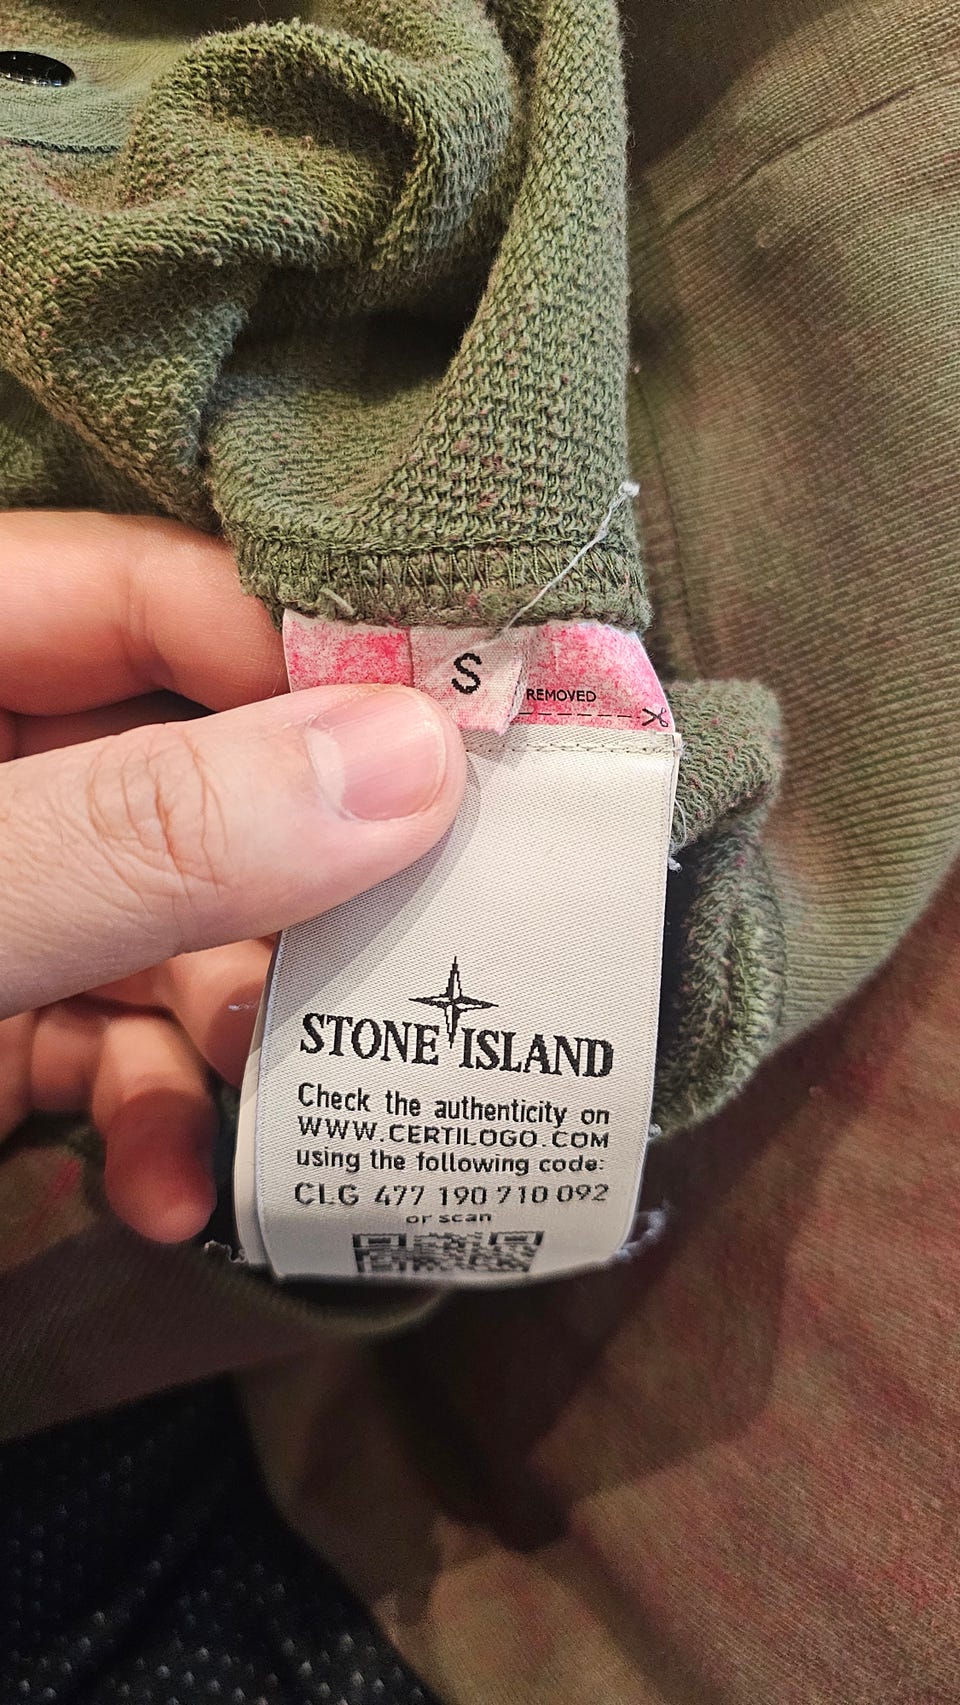 S
REMOVED
STONE ISLAND
Check the authenticity on
WWW.CERTILOGO.COM
using the following code:
CLG 477 190 710 092
or scan